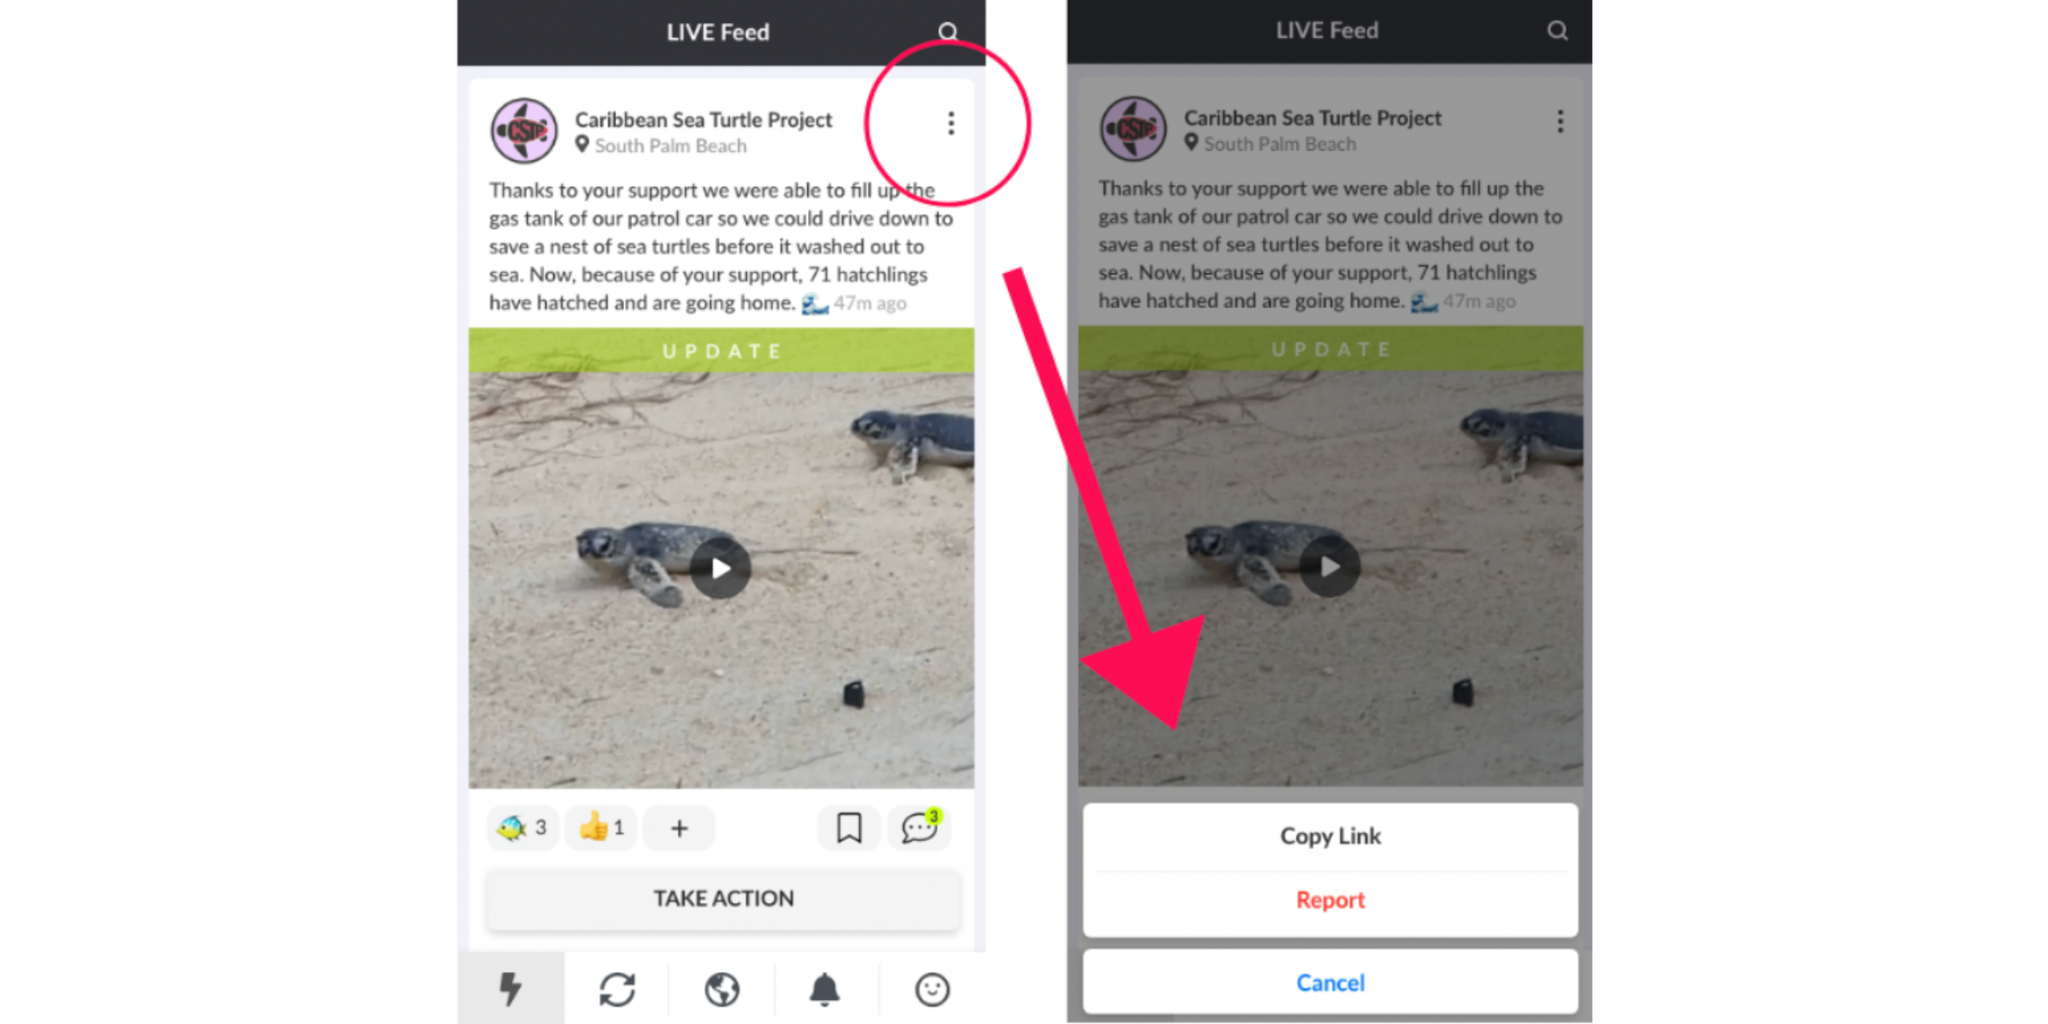 LIVE Feed
CSTP
Caribbean Sea Turtle Project
South Palm Beach
Thanks to your support we were able to fill up the
gas tank of our patrol car so we could drive down to
save a nest of sea turtles before it washed out to
sea. Now, because of your support, 71 hatchlings
have hatched and are going home. 🌊 47m ago
UPDATE
3
1
+
3
TAKE ACTION
LIVE Feed
CSTP
Caribbean Sea Turtle Project
South Palm Beach
Thanks to your support we were able to fill up the
gas tank of our patrol car so we could drive down to
save a nest of sea turtles before it washed out to
sea. Now, because of your support, 71 hatchlings
have hatched and are going home. 🌊 47m ago
UPDATE
Copy Link
Report
Cancel